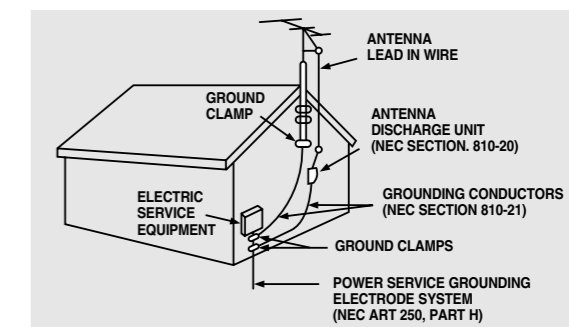 ANTENNA
LEAD IN WIRE
GROUND
CLAMP
ANTENNA
DISCHARGE UNIT
(NEC SECTION. 810-20)
ELECTRIC
SERVICE
EQUIPMENT
GROUNDING CONDUCTORS
(NEC SECTION 810-21)
GROUND CLAMPS
POWER SERVICE GROUNDING
ELECTRODE SYSTEM
(NEC ART 250, PART H)